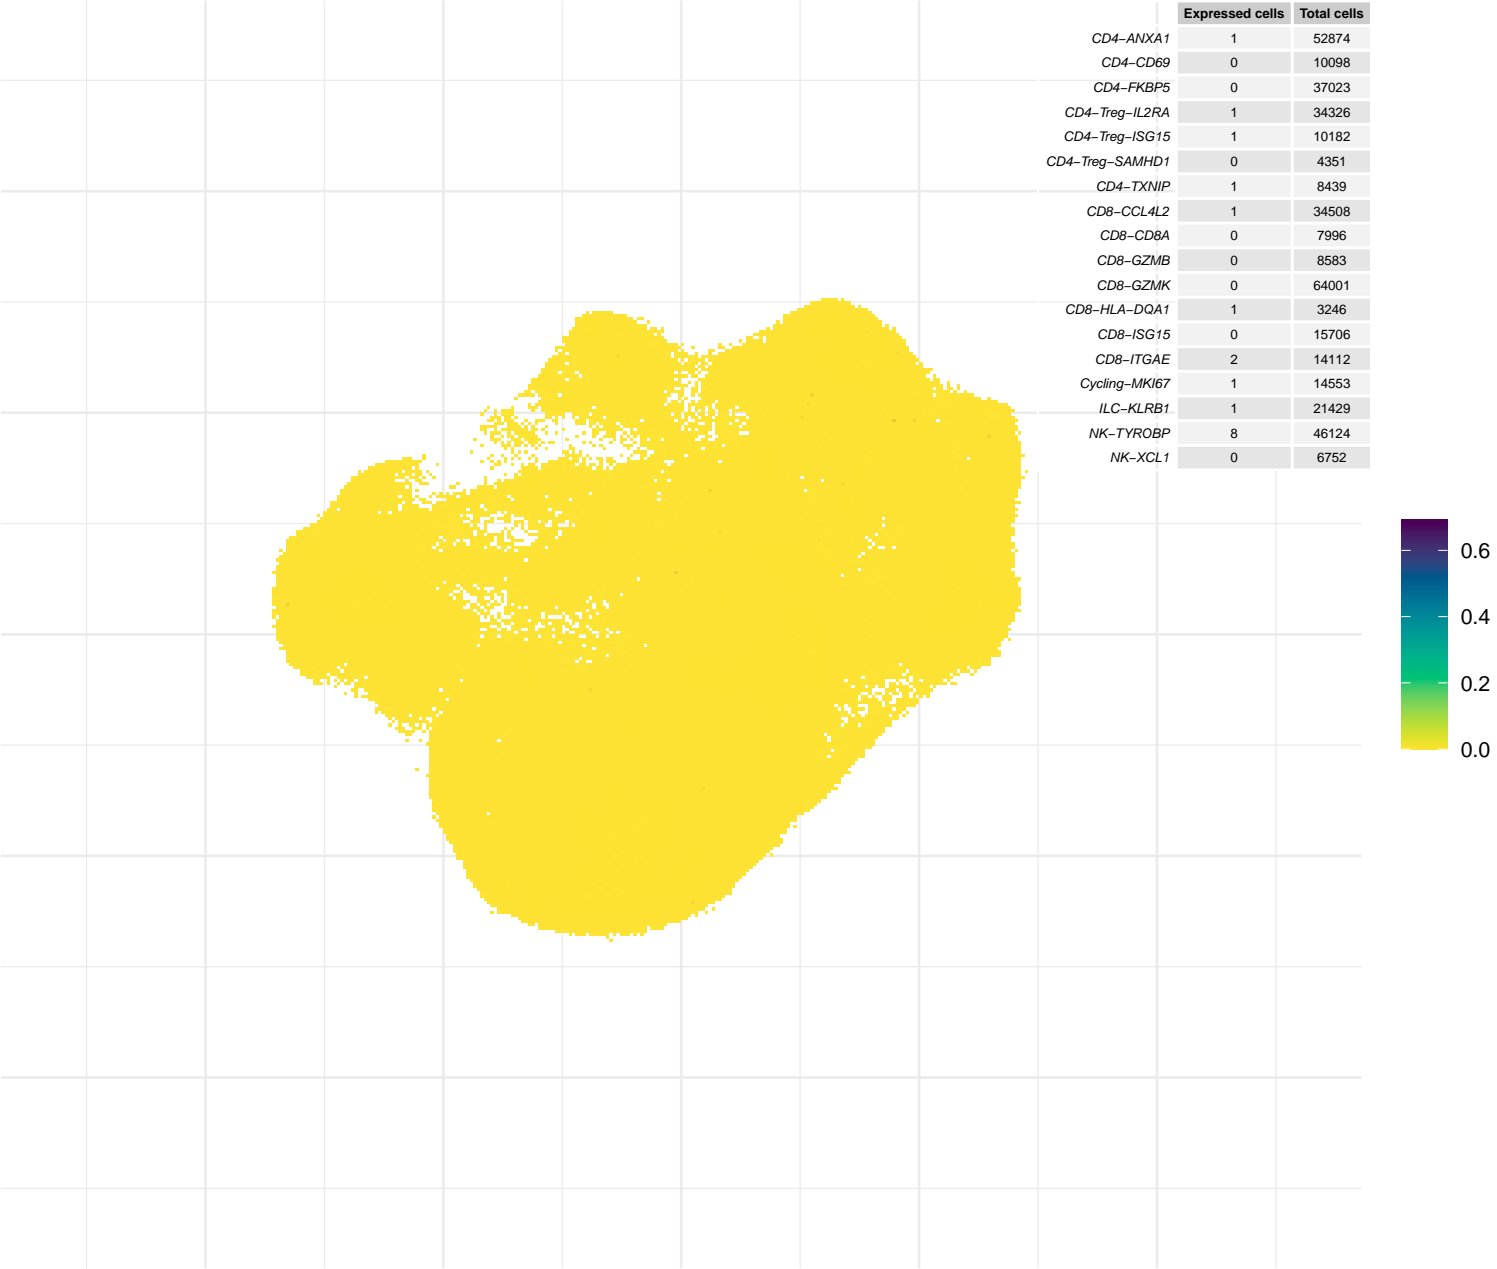 Expressed cells Total cells
CD4−ANXA1 1 52874
CD4−CD69 0 10098
CD4−FKBP5 0 37023
CD4−Treg−IL2RA 1 34326
CD4−Treg−ISG15 1 10182
CD4−Treg−SAMHD1 0 4351
CD4−TXNIP 1 8439
CD8−CCL4L2 1 34508
CD8−CD8A 0 7996
CD8−GZMB 0 8583
CD8−GZMK 0 64001
CD8−HLA−DQA1 1 3246
CD8−ISG15 0 15706
CD8−ITGAE 2 14112
Cycling−MKI67 1 14553
ILC−KLRB1 1 21429
NK−TYROBP 8 46124
NK−XCL1 0 6752
0.6
0.4
0.2
0.0